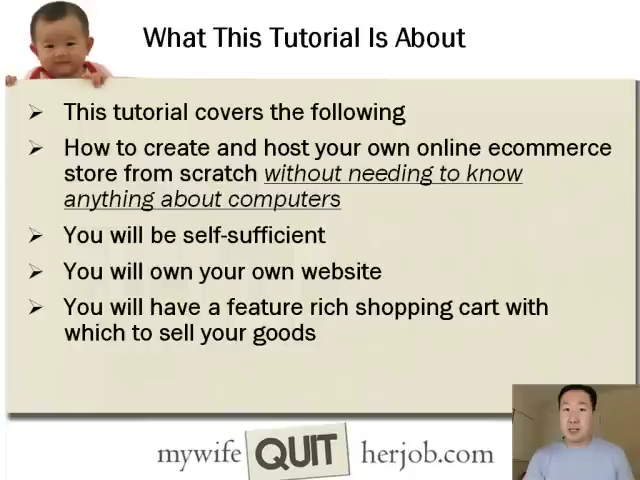 What This Tutorial Is About
➢ This tutorial covers the following
➢ How to create and host your own online ecommerce
store from scratch without needing to know
anything about computers
➢ You will be self-sufficient
➢ You will own your own website
➢ You will have a feature rich shopping cart with
which to sell your goods
mywife QUIT herjob.com